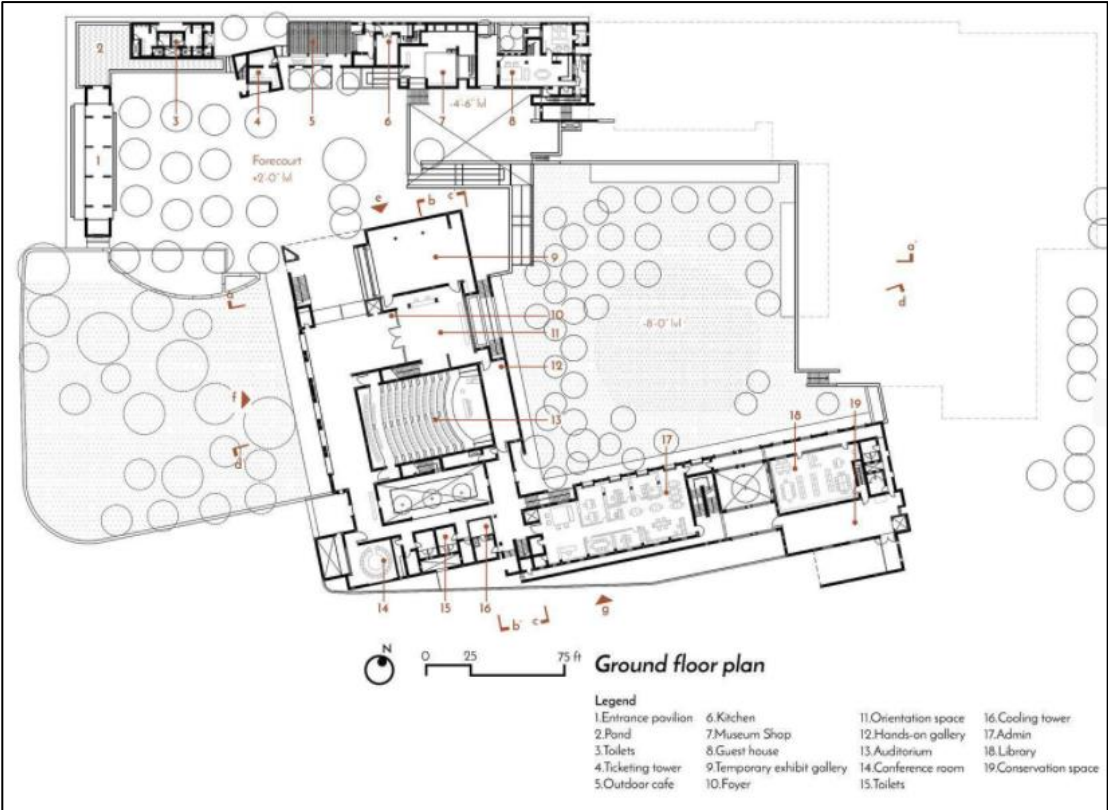 2
3
4
5
6
7
8
-4'-6" lvl
1
Forecourt
+2'-0" lvl
e
b
c'
9
a'
d
a
10
-8'-0" lvl
11
12
f
13
19
18
17
d'
14
15
16
b'
c
g
N
0 25 75 ft
Ground floor plan
Legend
1.Entrance pavilion 6.Kitchen 11.Orientation space 16.Cooling tower
2.Pond 7.Museum Shop 12.Hands-on gallery 17.Admin
3.Toilets 8.Guest house 13.Auditorium 18.Library
4.Ticketing tower 9.Temporary exhibit gallery 14.Conference room 19.Conservation space
5.Outdoor cafe 10.Foyer 15.Toilets